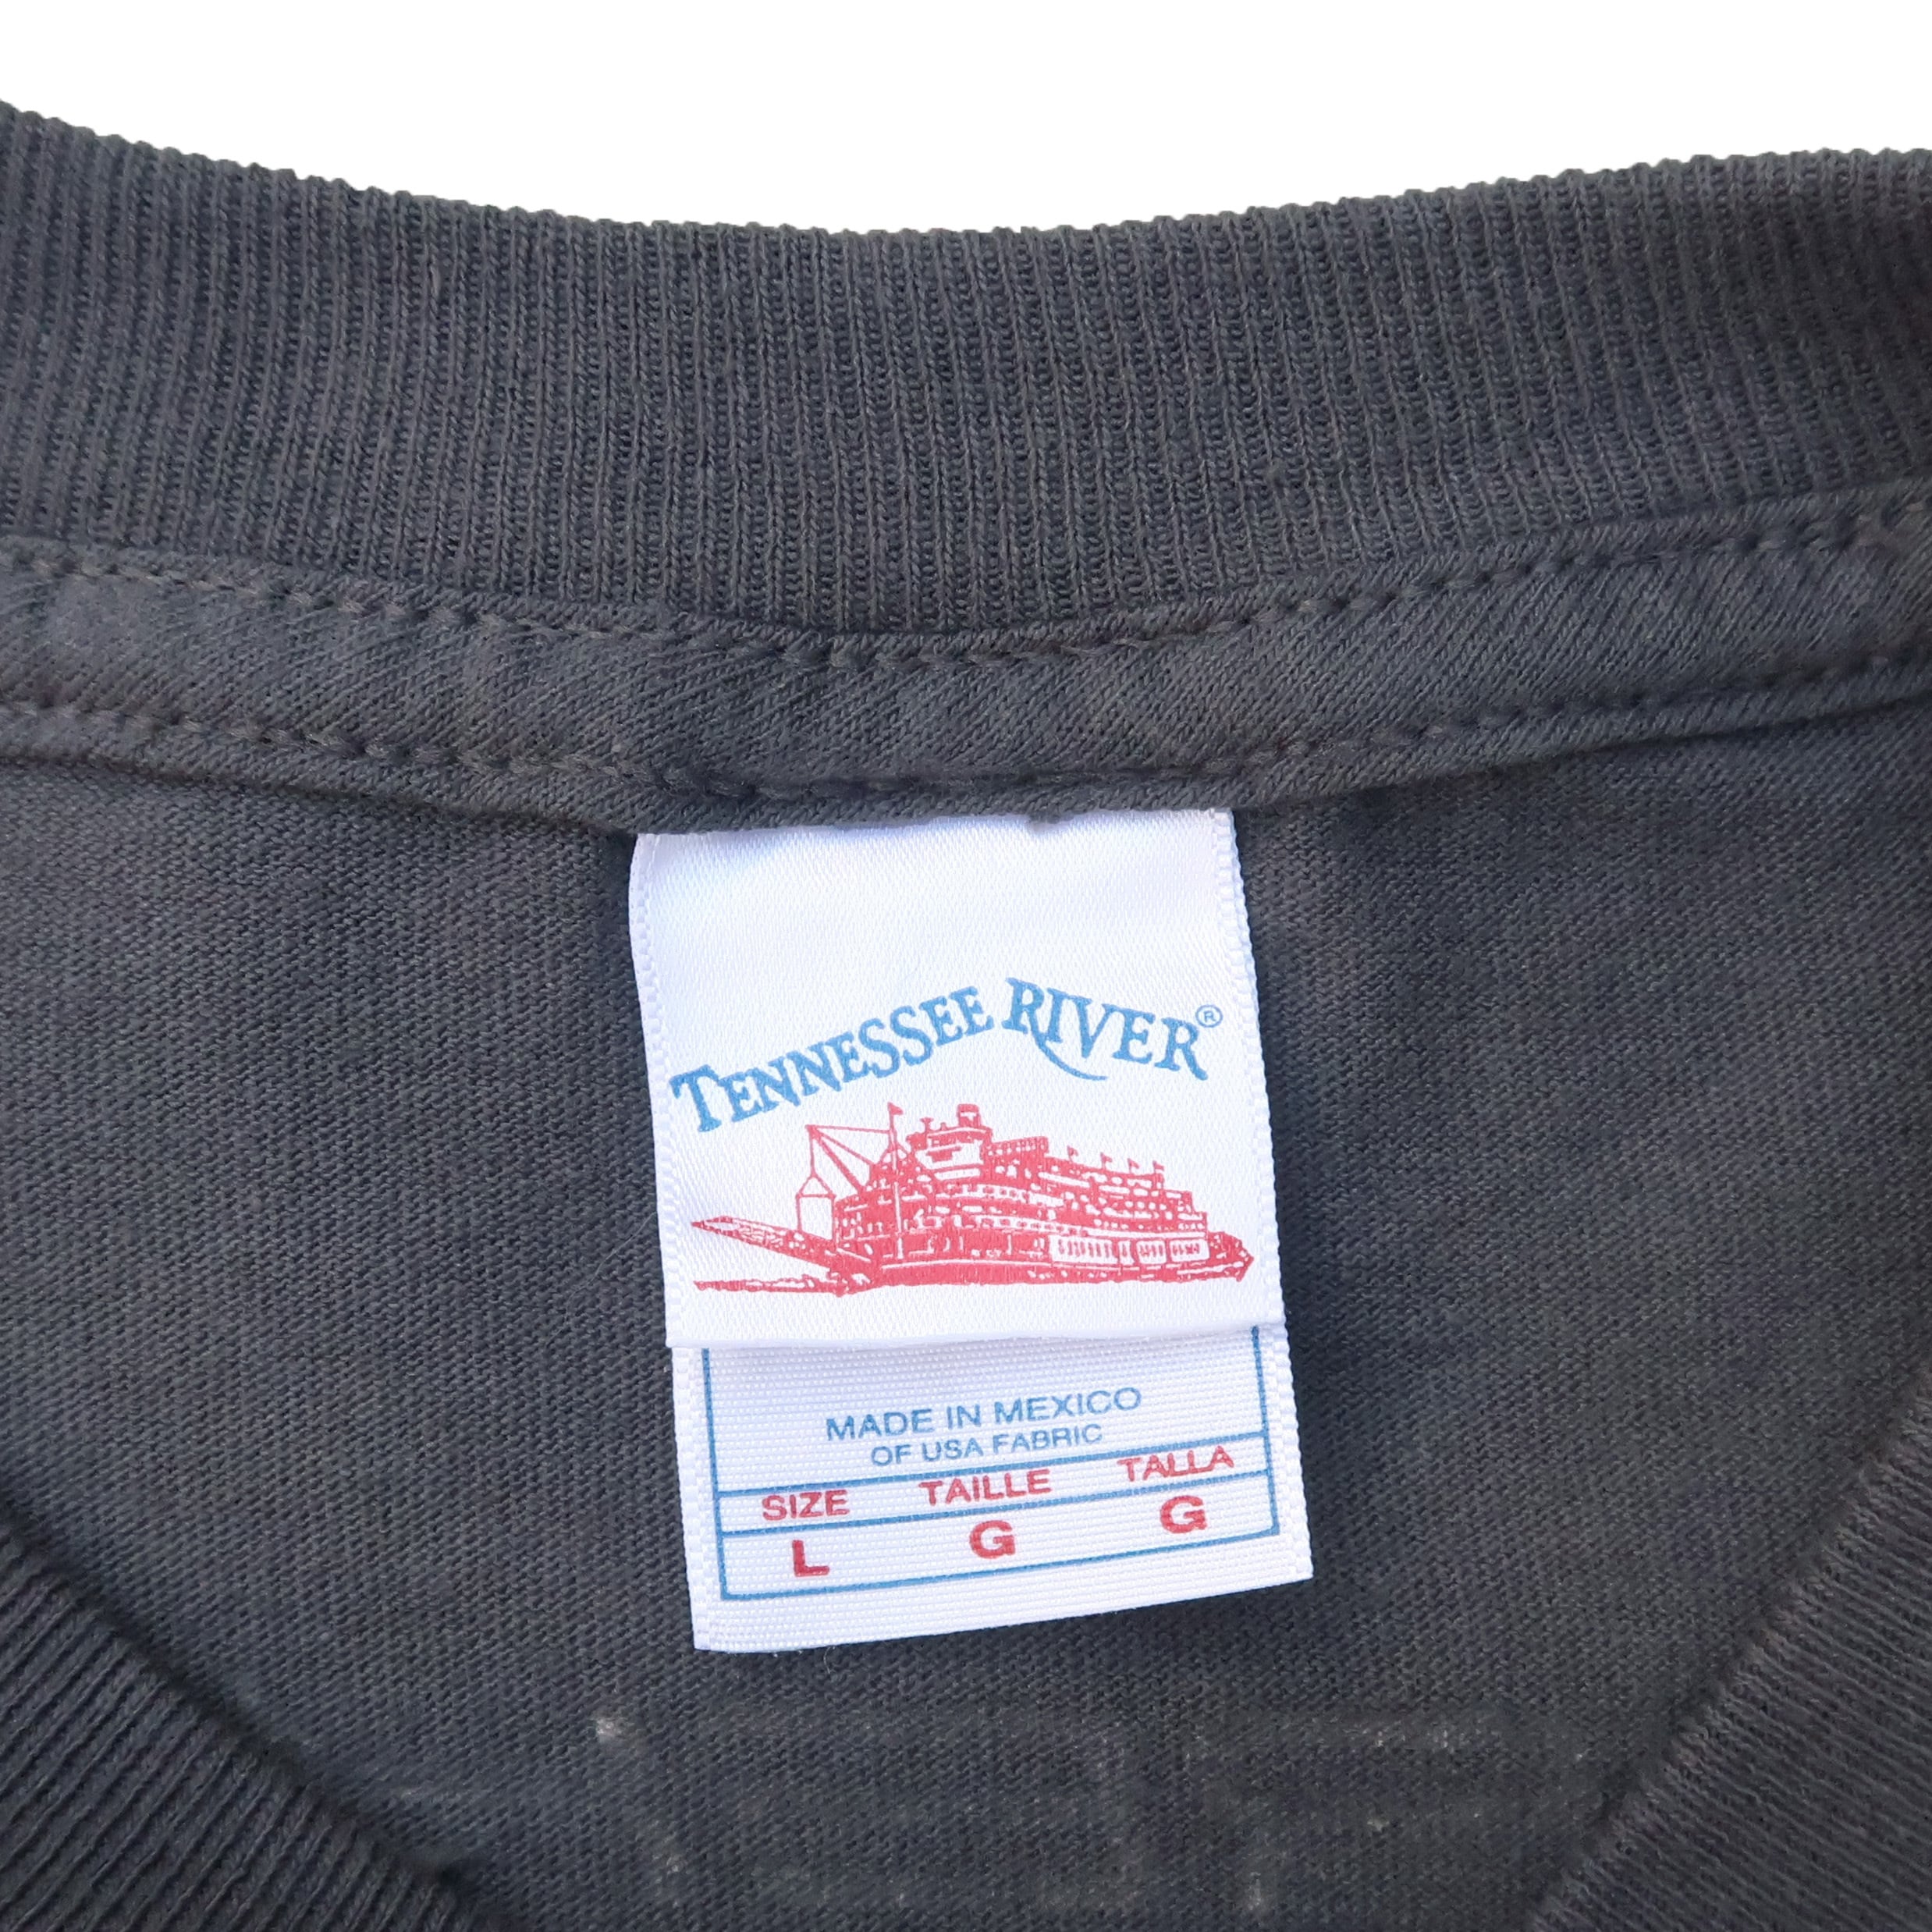 TENNESSEE RIVER®
MADE IN MEXICO
OF USA FABRIC
SIZE TAILLE TALLA
L G G